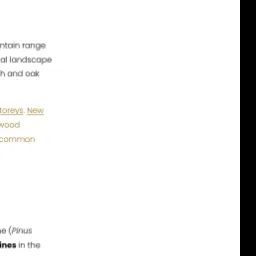 ntain range
al landscape
h and oak
toreys. New
wood
common
e (Pinus
ines in the